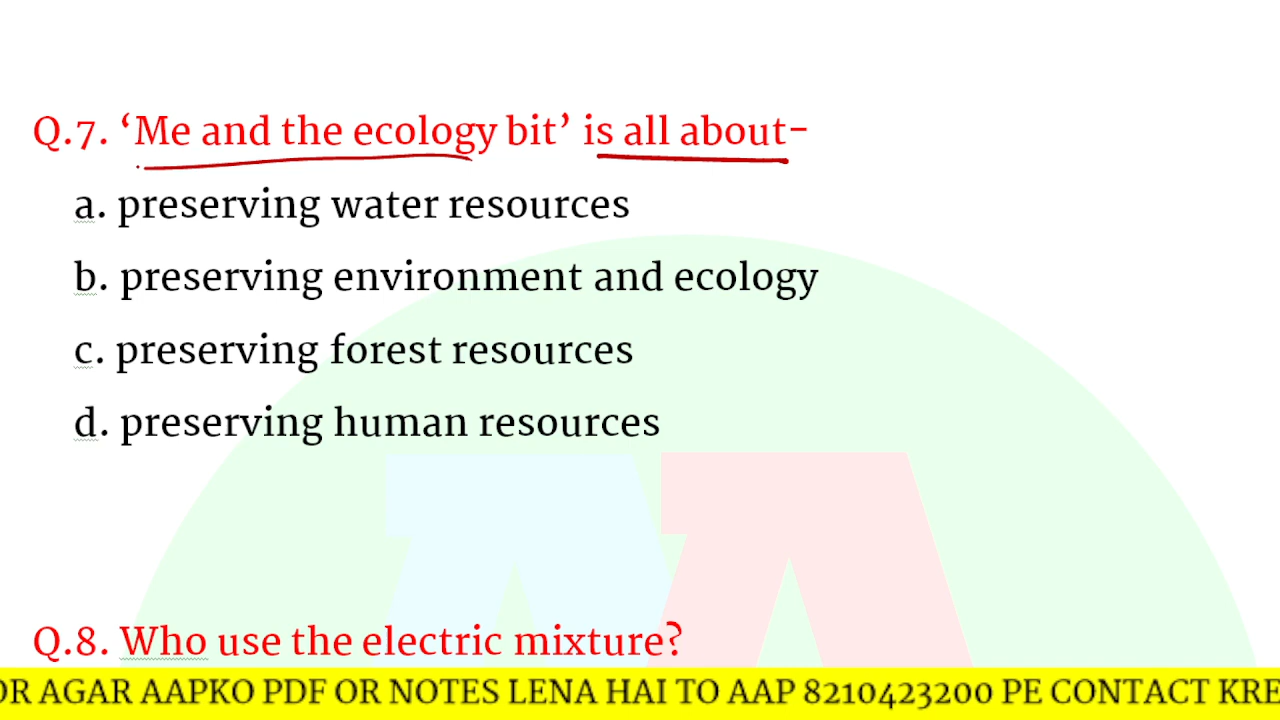 Q.7. ‘Me and the ecology bit’ is all about-
a. preserving water resources
b. preserving environment and ecology
c. preserving forest resources
d. preserving human resources
Q.8. Who use the electric mixture?
OR AGAR AAPKO PDF OR NOTES LENA HAI TO AAP 8210423200 PE CONTACT KRE